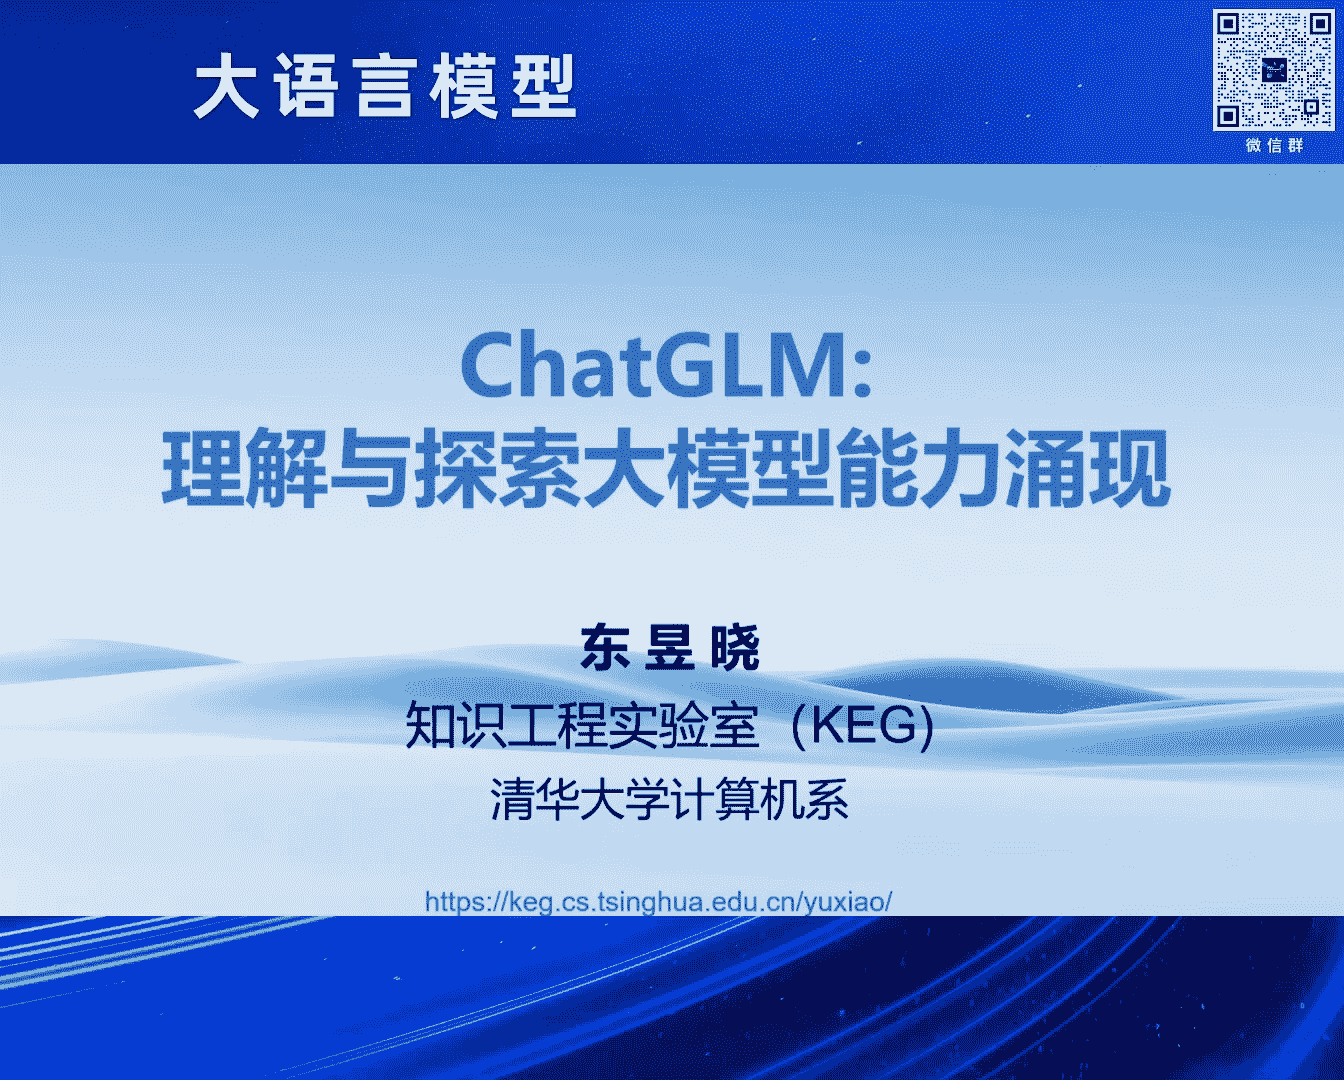 大语言模型
微信群
ChatGLM:
理解与探索大模型能力涌现
东昱晓
知识工程实验室（KEG)
清华大学计算机系
https://keg.cs.tsinghua.edu.cn/yuxiao/